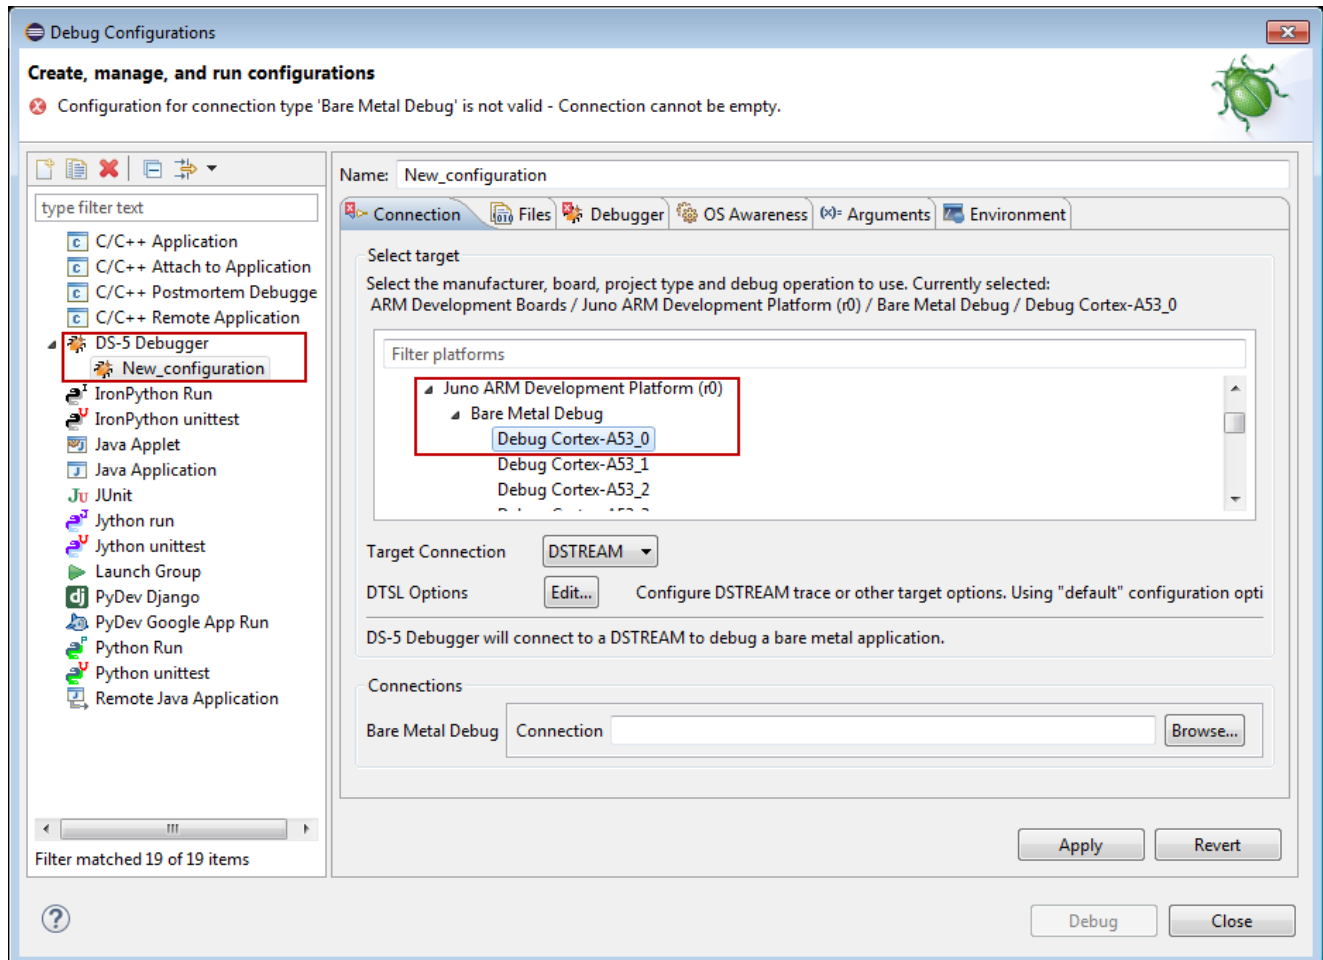 Debug Configurations
Create, manage, and run configurations
Configuration for connection type 'Bare Metal Debug' is not valid - Connection cannot be empty.
type filter text
C/C++ Application
C/C++ Attach to Application
C/C++ Postmortem Debugge
C/C++ Remote Application
DS-5 Debugger
New_configuration
IronPython Run
IronPython unittest
Java Applet
Java Application
JUnit
Jython run
Jython unittest
Launch Group
PyDev Django
PyDev Google App Run
Python Run
Python unittest
Remote Java Application
Filter matched 19 of 19 items
Name: New_configuration
Connection Files Debugger OS Awareness (x)= Arguments Environment
Select target
Select the manufacturer, board, project type and debug operation to use. Currently selected:
ARM Development Boards / Juno ARM Development Platform (r0) / Bare Metal Debug / Debug Cortex-A53_0
Filter platforms
Juno ARM Development Platform (r0)
Bare Metal Debug
Debug Cortex-A53_0
Debug Cortex-A53_1
Debug Cortex-A53_2
Target Connection DSTREAM
DTSL Options Edit... Configure DSTREAM trace or other target options. Using "default" configuration opti
DS-5 Debugger will connect to a DSTREAM to debug a bare metal application.
Connections
Bare Metal Debug Connection Browse...
Apply Revert
Debug Close